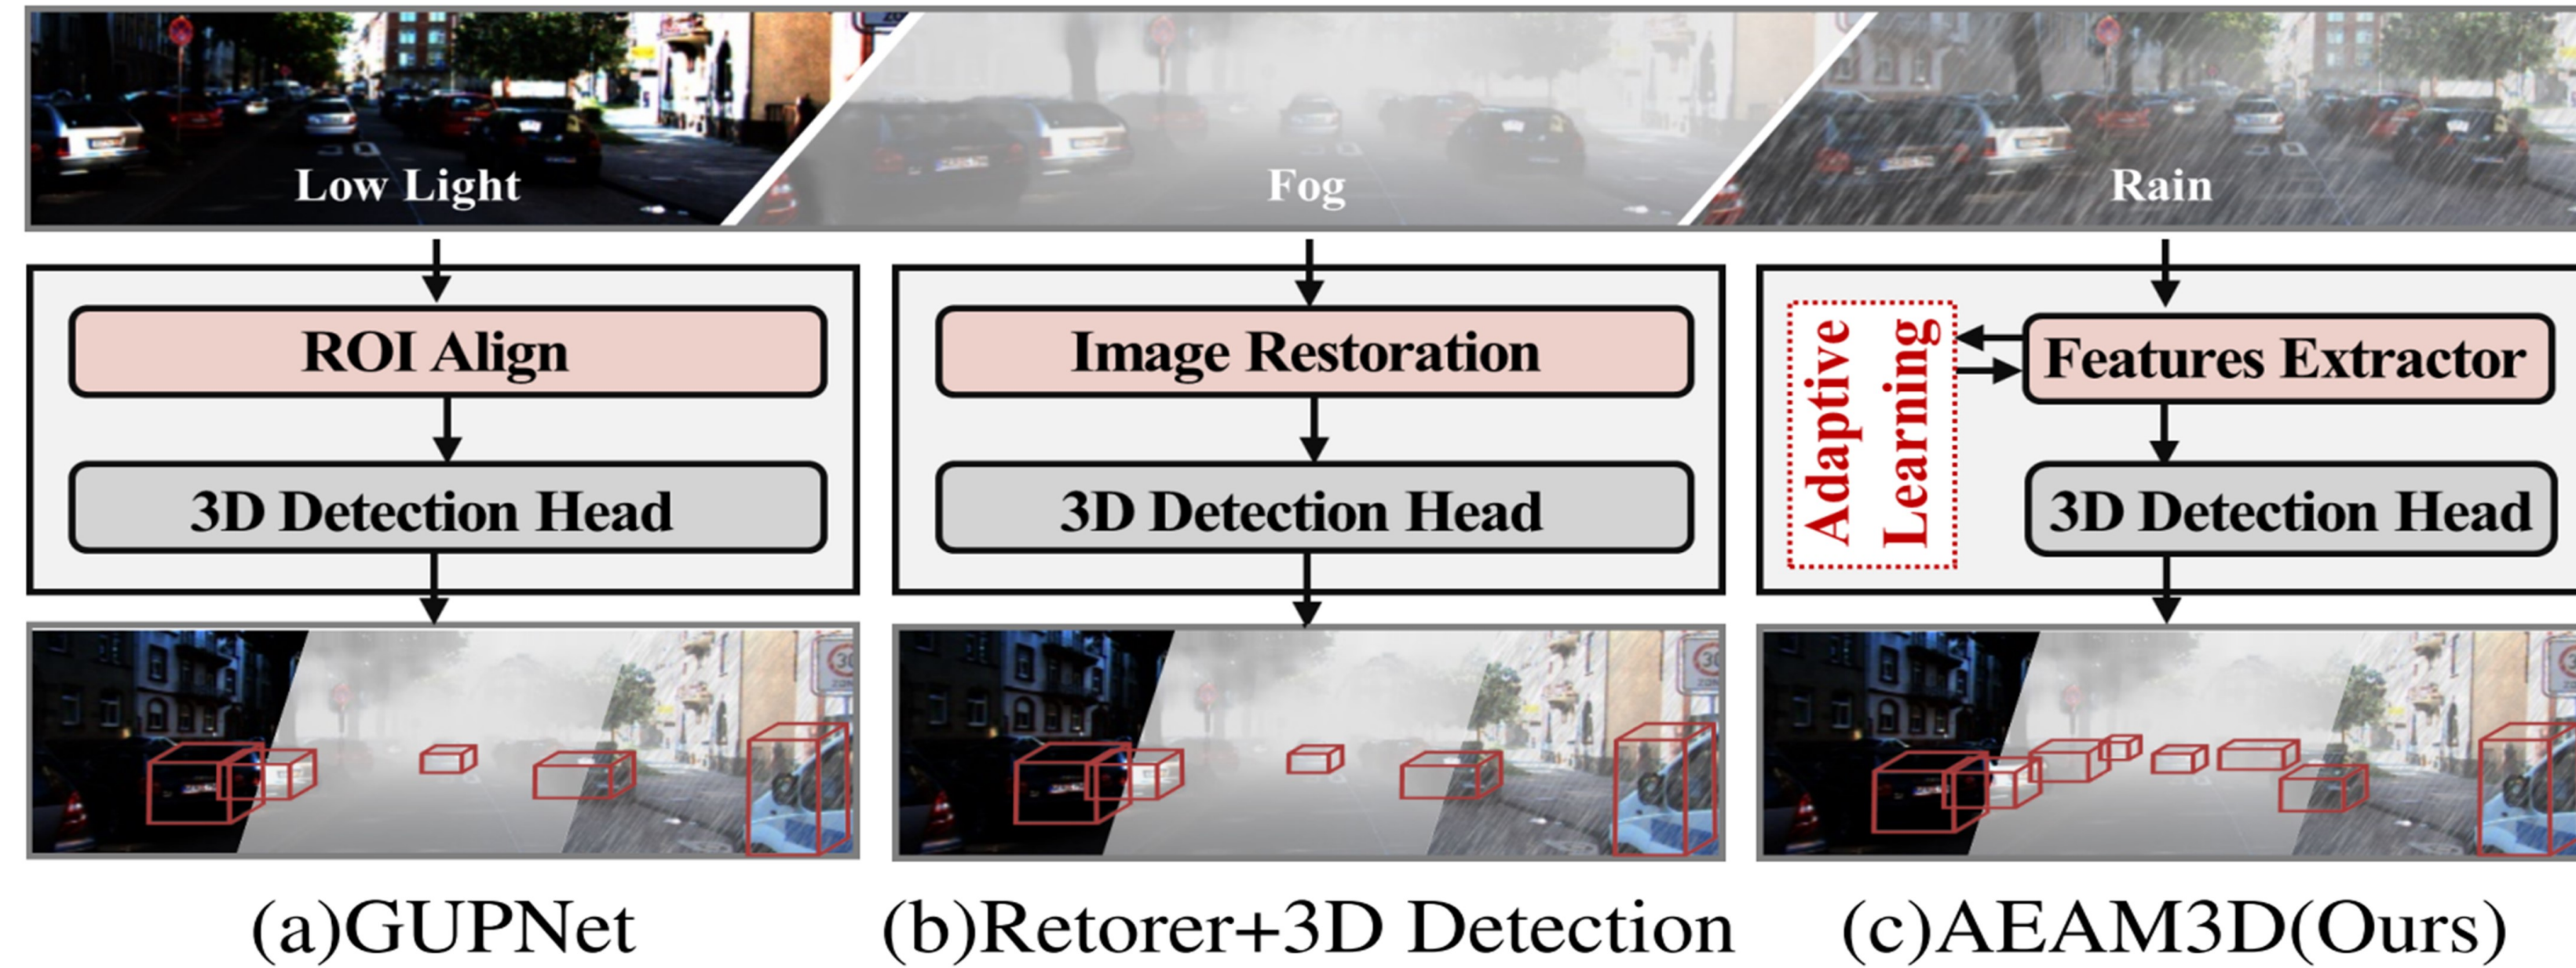 Low Light
Fog
Rain
ROI Align
3D Detection Head
Image Restoration
3D Detection Head
Adaptive
Learning
Features Extractor
3D Detection Head
30
(a)GUPNet
(b)Retorer+3D Detection
(c)AEAM3D(Ours)